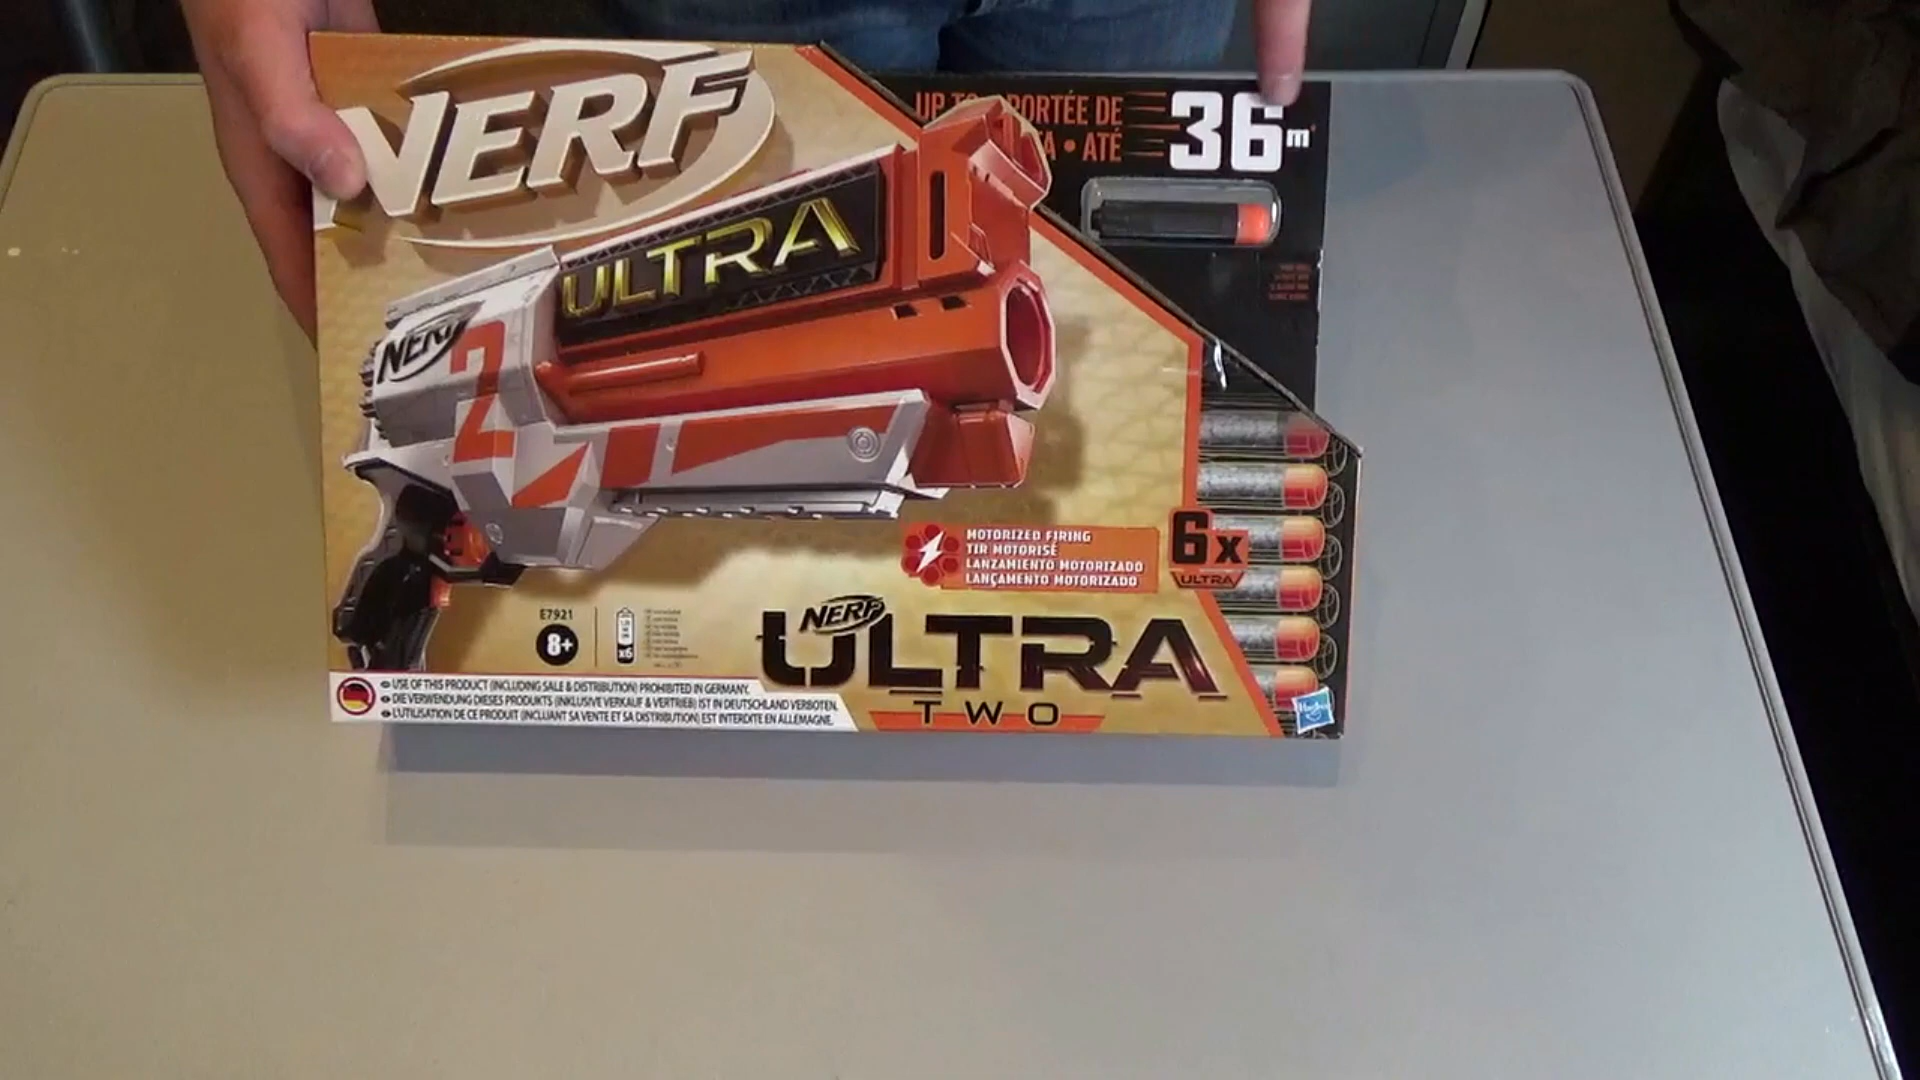 NERF
UP TO PORTÉE DE
ATÉ
36m
ULTRA
NERF
2
MOTORIZED FIRING
TIR MOTORISÉ
LANZAMIENTO MOTORIZADO
LANÇAMENTO MOTORIZADO
6x
ULTRA
E7921
8+
x6
NERF
ULTRA
TWO
USE OF THIS PRODUCT (INCLUDING SALE & DISTRIBUTION) PROHIBITED IN GERMANY.
DIE VERWENDUNG DIESES PRODUKTS (INKLUSIVE VERKAUF & VERTRIEB) IST IN DEUTSCHLAND VERBOTEN.
L'UTILISATION DE CE PRODUIT (INCLUANT SA VENTE ET SA DISTRIBUTION) EST INTERDITE EN ALLEMAGNE.
Hasbro